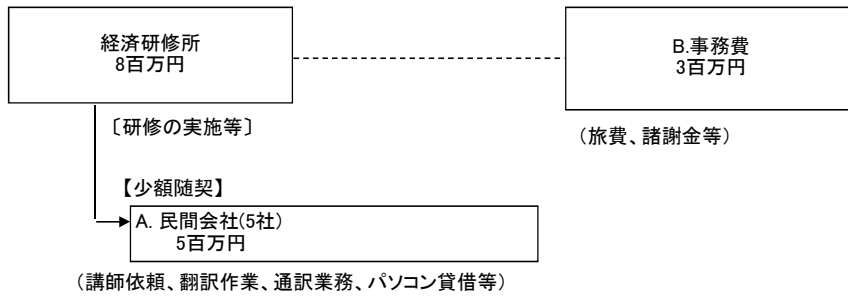 経済研修所
8百万円
B.事務費
3百万円
〔研修の実施等〕
（旅費、諸謝金等）
【少額随契】
A. 民間会社(5社)
5百万円
（講師依頼、翻訳作業、通訳業務、パソコン貸借等）